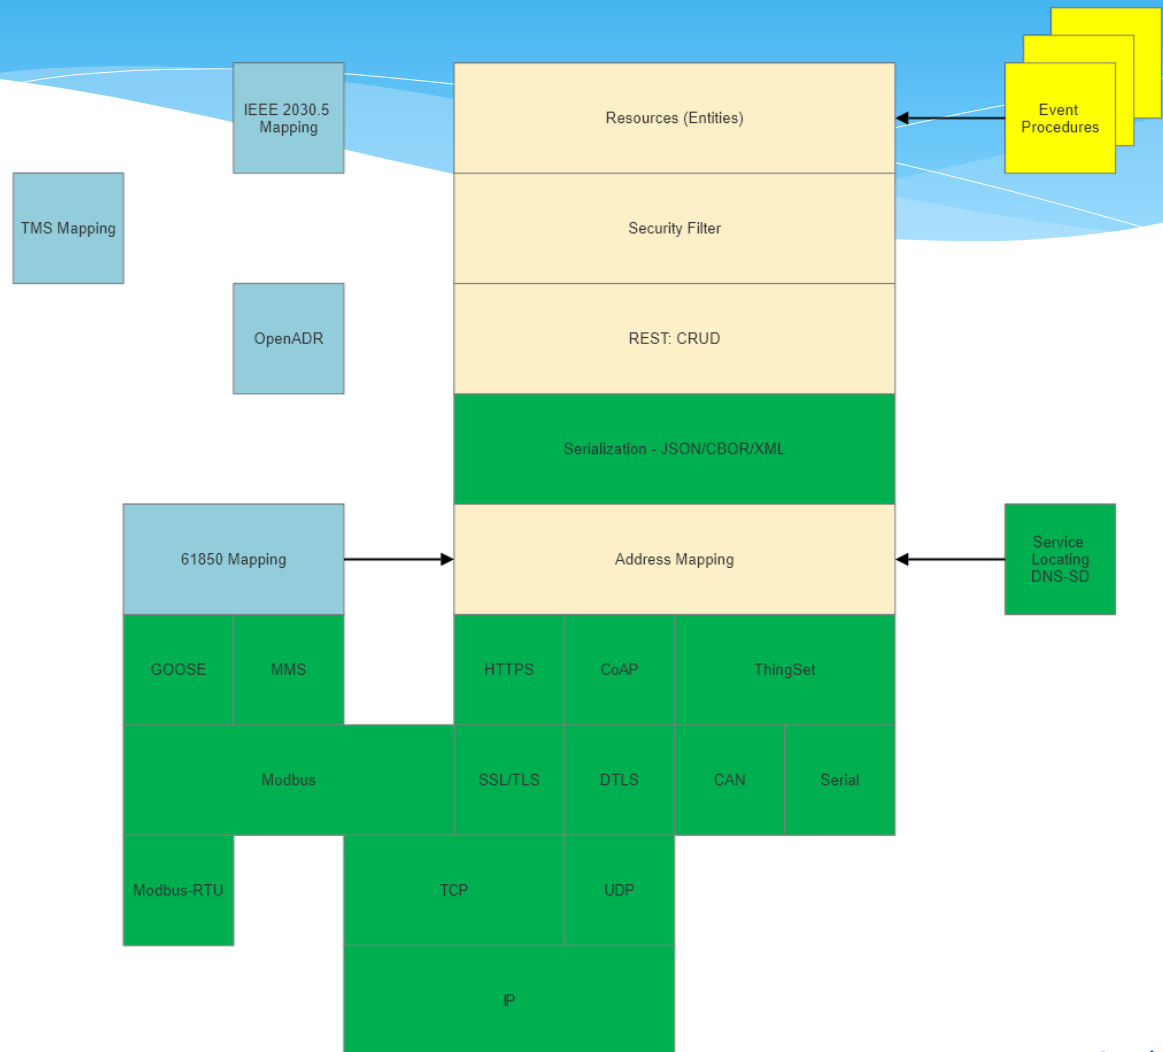 IEEE 2030.5
Mapping
Resources (Entities)
Event
Procedures
TMS Mapping
Security Filter
OpenADR
REST: CRUD
Serialization - JSON/CBOR/XML
61850 Mapping
Address Mapping
Service
Locating
DNS-SD
GOOSE
MMS
HTTPS
CoAP
ThingSet
Modbus
SSL/TLS
DTLS
CAN
Serial
Modbus-RTU
TCP
UDP
IP